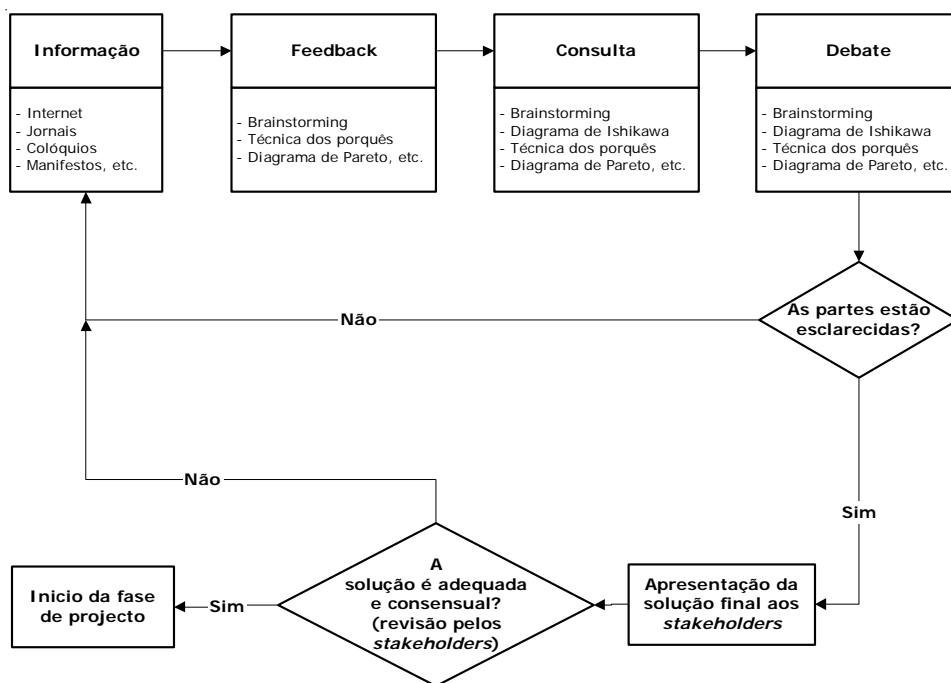 Informação
- Internet
- Jornais
- Colóquios
- Manifestos, etc.
Feedback
- Brainstorming
- Técnica dos porquês
- Diagrama de Pareto, etc.
Consulta
- Brainstorming
- Diagrama de Ishikawa
- Técnica dos porquês
- Diagrama de Pareto, etc.
Debate
- Brainstorming
- Diagrama de Ishikawa
- Técnica dos porquês
- Diagrama de Pareto, etc.
As partes estão
esclarecidas?
Não
Sim
Apresentação da
solução final aos
stakeholders
A
solução é adequada
e consensual?
(revisão pelos
stakeholders)
Não
Sim
Inicio da fase
de projecto